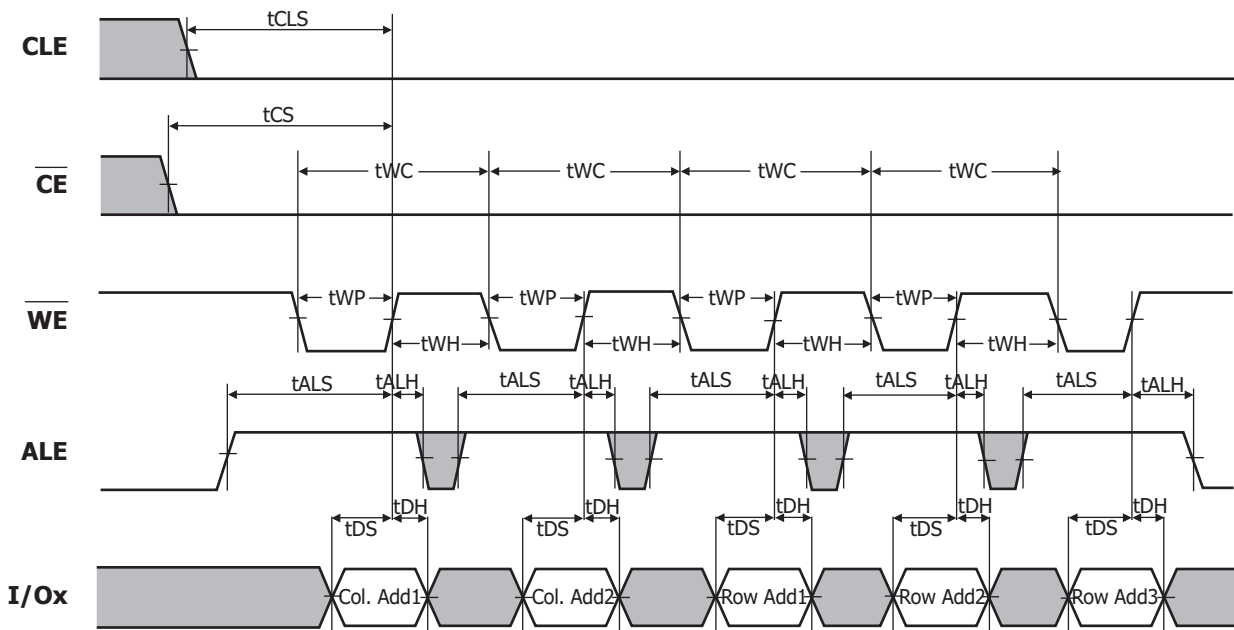 tCLS
CLE
tCS
CE
tWC tWC tWC tWC
tWP tWP tWP tWP
WE
tWH tWH tWH tWH
tALS tALH tALS tALH tALS tALH tALS tALH tALS tALH
ALE
tDH tDH tDH tDH tDH
tDS tDS tDS tDS tDS
I/Ox Col. Add1 Col. Add2 Row Add1 Row Add2 Row Add3